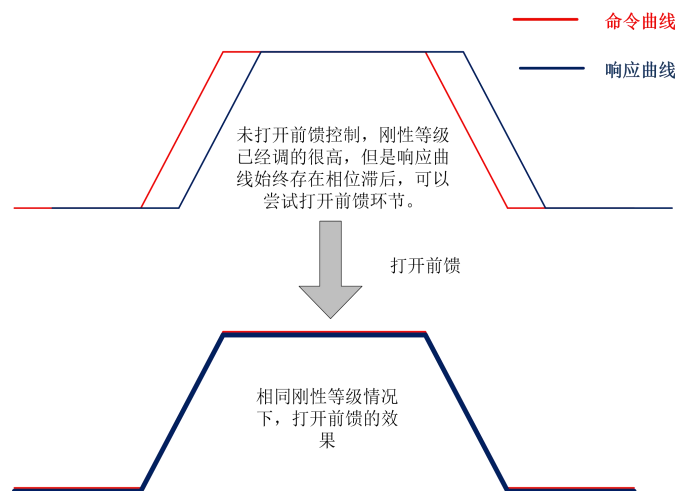 命令曲线
响应曲线
未打开前馈控制，刚性等级
已经调的很高，但是响应曲
线始终存在相位滞后，可以
尝试打开前馈环节。
打开前馈
相同刚性等级情况
下，打开前馈的效
果